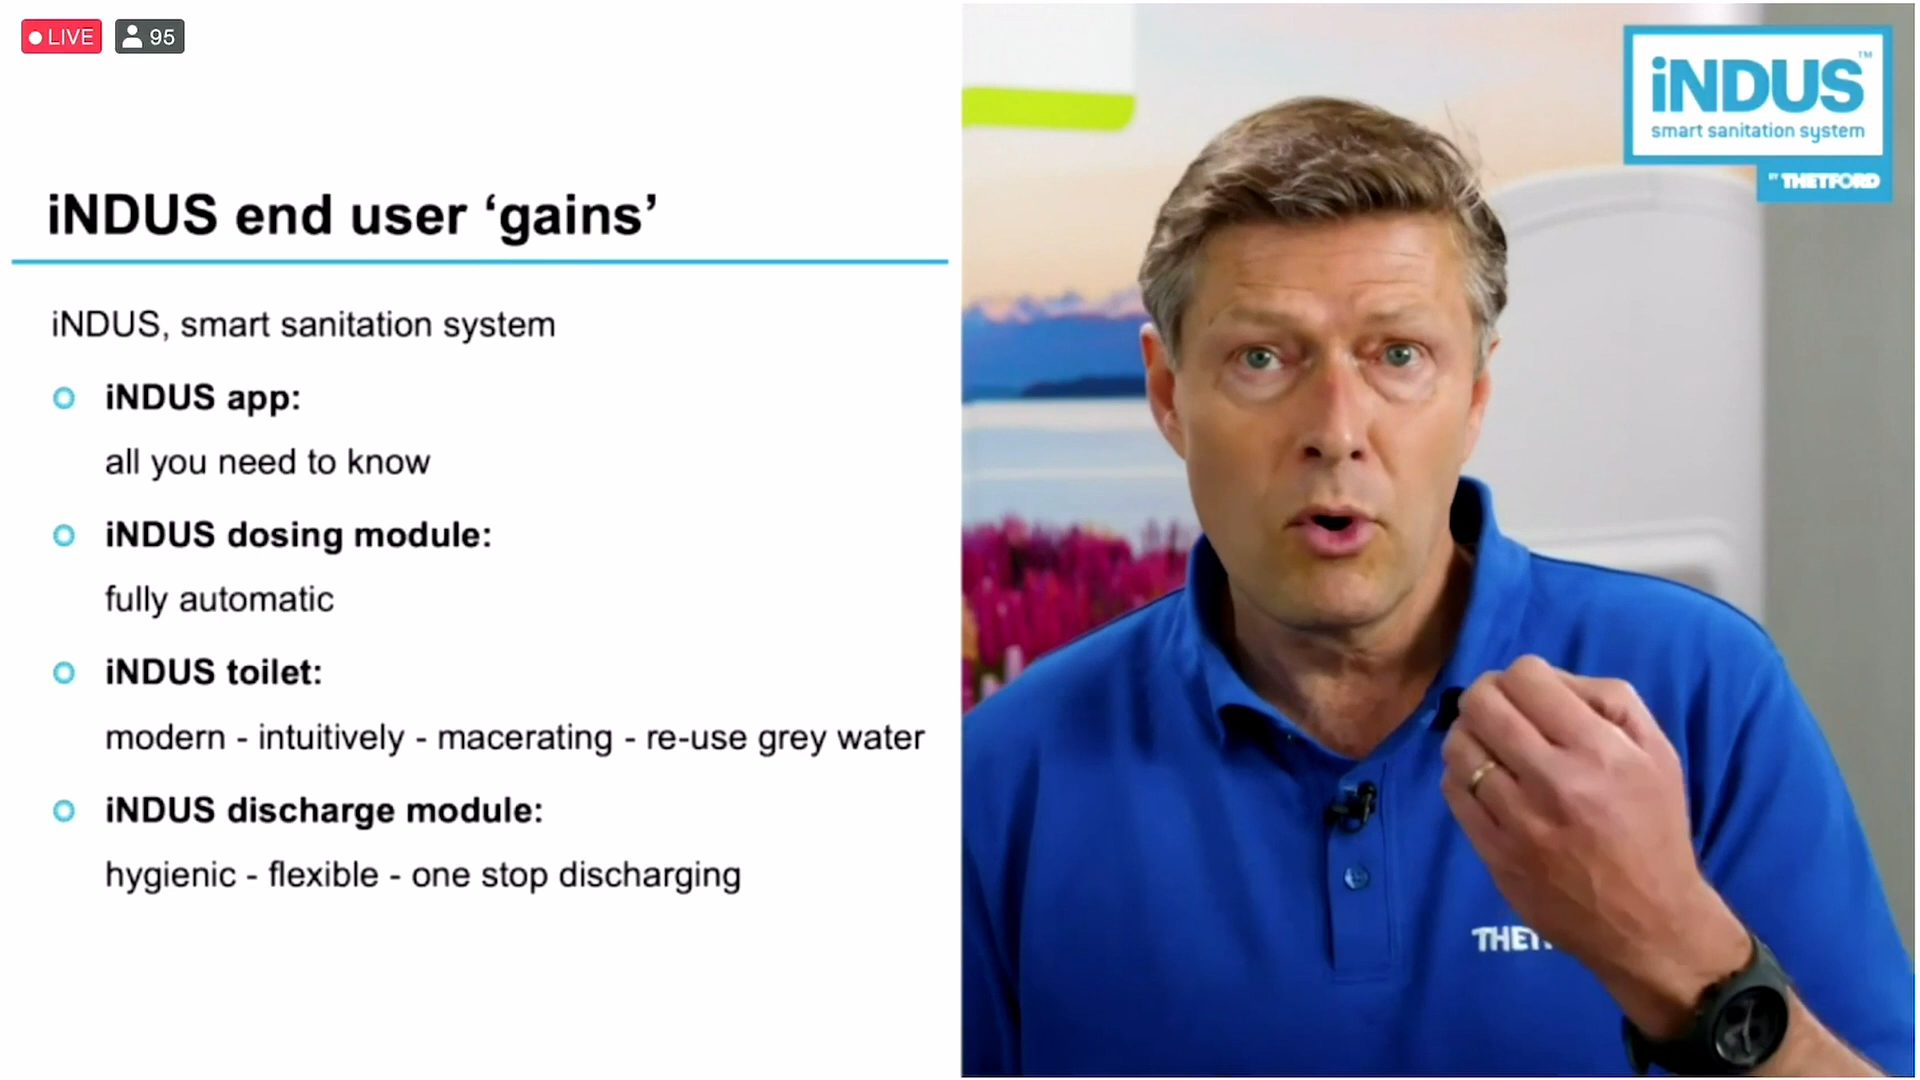 LIVE 95
iNDUS end user ‘gains’
iNDUS, smart sanitation system
iNDUS app:
all you need to know
iNDUS dosing module:
fully automatic
iNDUS toilet:
modern - intuitively - macerating - re-use grey water
iNDUS discharge module:
hygienic - flexible - one stop discharging
iNDUS™
smart sanitation system
BY THETFORD